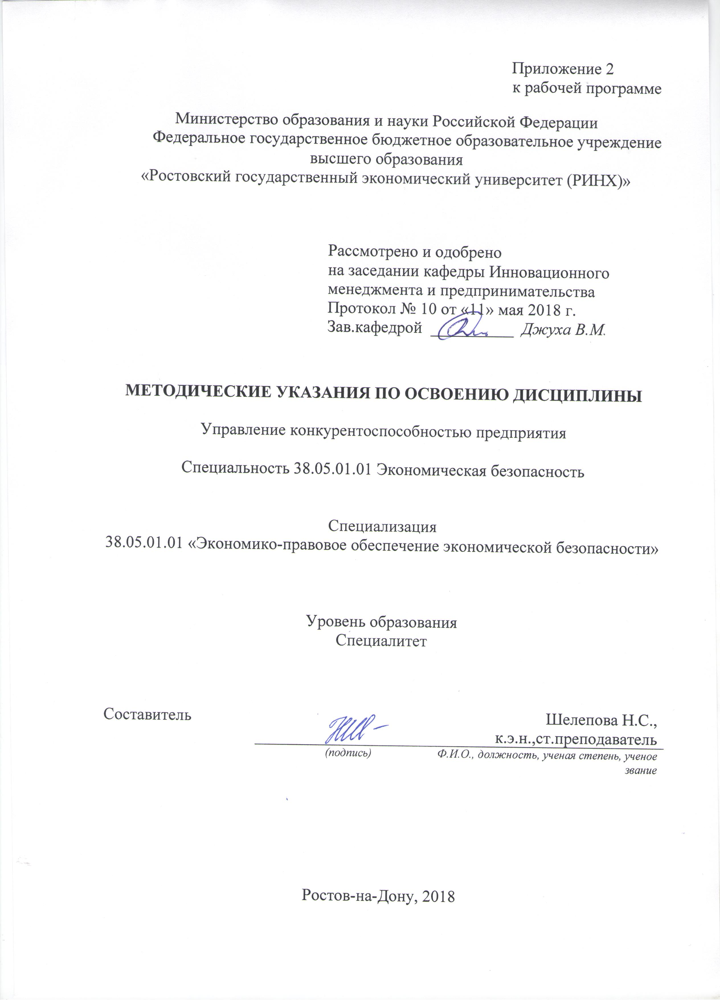 Приложение 2
к рабочей программе
Министерство образования и науки Российской Федерации
Федеральное государственное бюджетное образовательное учреждение
высшего образования
«Ростовский государственный экономический университет (РИНХ)»
Рассмотрено и одобрено
на заседании кафедры Инновационного
менеджмента и предпринимательства
Протокол № 10 от «11» мая 2018 г.
Зав.кафедрой ___________ Джуха В.М.
МЕТОДИЧЕСКИЕ УКАЗАНИЯ ПО ОСВОЕНИЮ ДИСЦИПЛИНЫ
Управление конкурентоспособностью предприятия
Специальность 38.05.01.01 Экономическая безопасность
Специализация
38.05.01.01 «Экономико-правовое обеспечение экономической безопасности»
Уровень образования
Специалитет
Составитель
Шелепова Н.С.,
к.э.н.,ст.преподаватель
(подпись)
Ф.И.О., должность, ученая степень, ученое
звание
Ростов-на-Дону, 2018